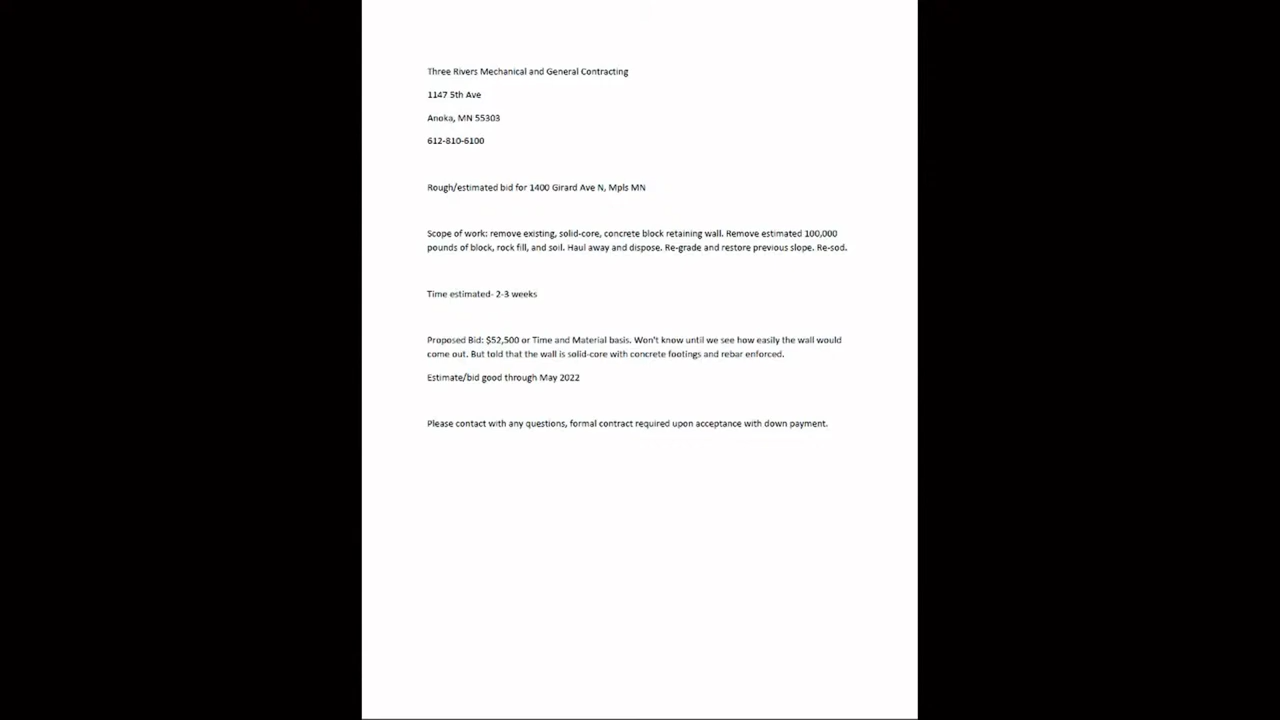 Three Rivers Mechanical and General Contracting
1147 5th Ave
Anoka, MN 55303
612-810-6100
Rough/estimated bid for 1400 Girard Ave N, Mpls MN
Scope of work: remove existing, solid-core, concrete block retaining wall. Remove estimated 100,000
pounds of block, rock fill, and soil. Haul away and dispose. Re-grade and restore previous slope. Re-sod.
Time estimated- 2-3 weeks
Proposed Bid: $52,500 or Time and Material basis. Won't know until we see how easily the wall would
come out. But told that the wall is solid-core with concrete footings and rebar enforced.
Estimate/bid good through May 2022
Please contact with any questions, formal contract required upon acceptance with down payment.